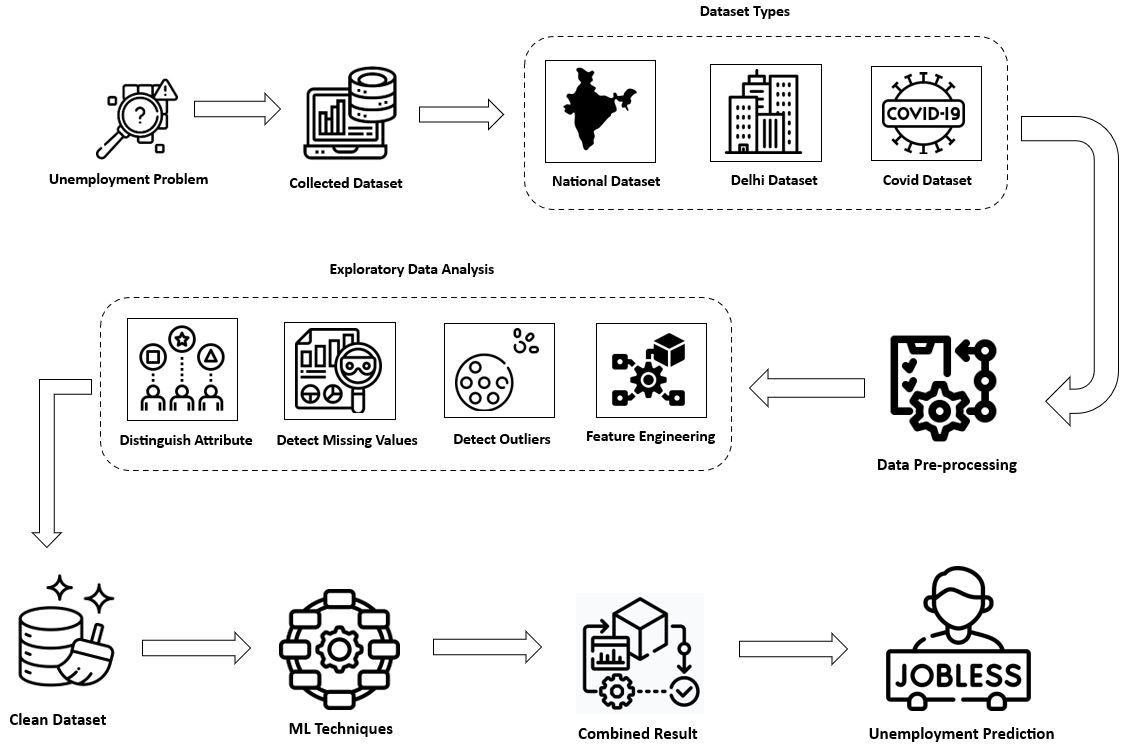 Dataset Types
COVID-19
Unemployment Problem
Collected Dataset
National Dataset
Delhi Dataset
Covid Dataset
Exploratory Data Analysis
Distinguish Attribute
Detect Missing Values
Detect Outliers
Feature Engineering
Data Pre-processing
JOBLESS
Clean Dataset
ML Techniques
Combined Result
Unemployment Prediction